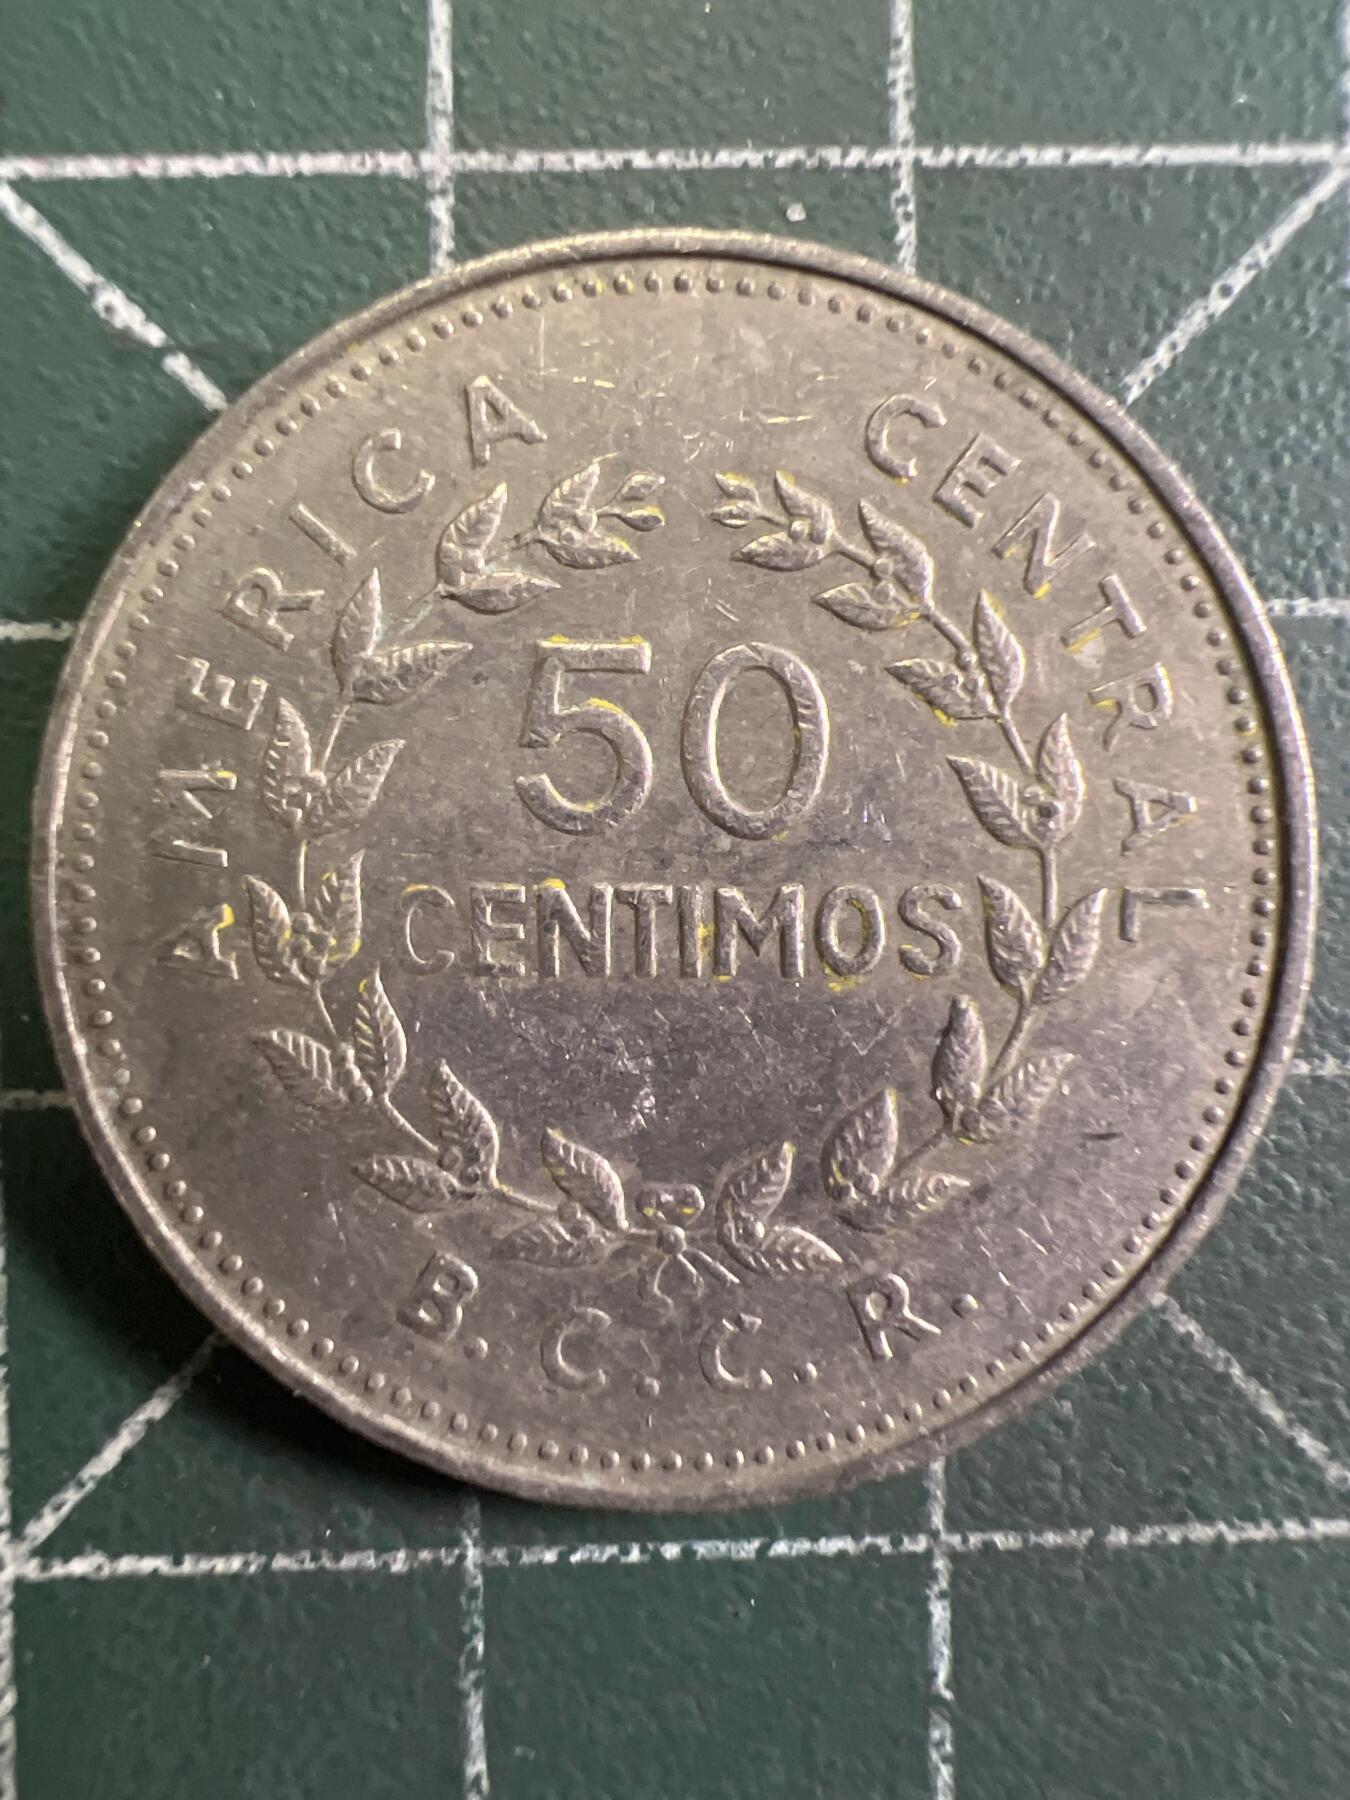 AMERICA CENTRAL
50
CENTIMOS
B. C. C. R.